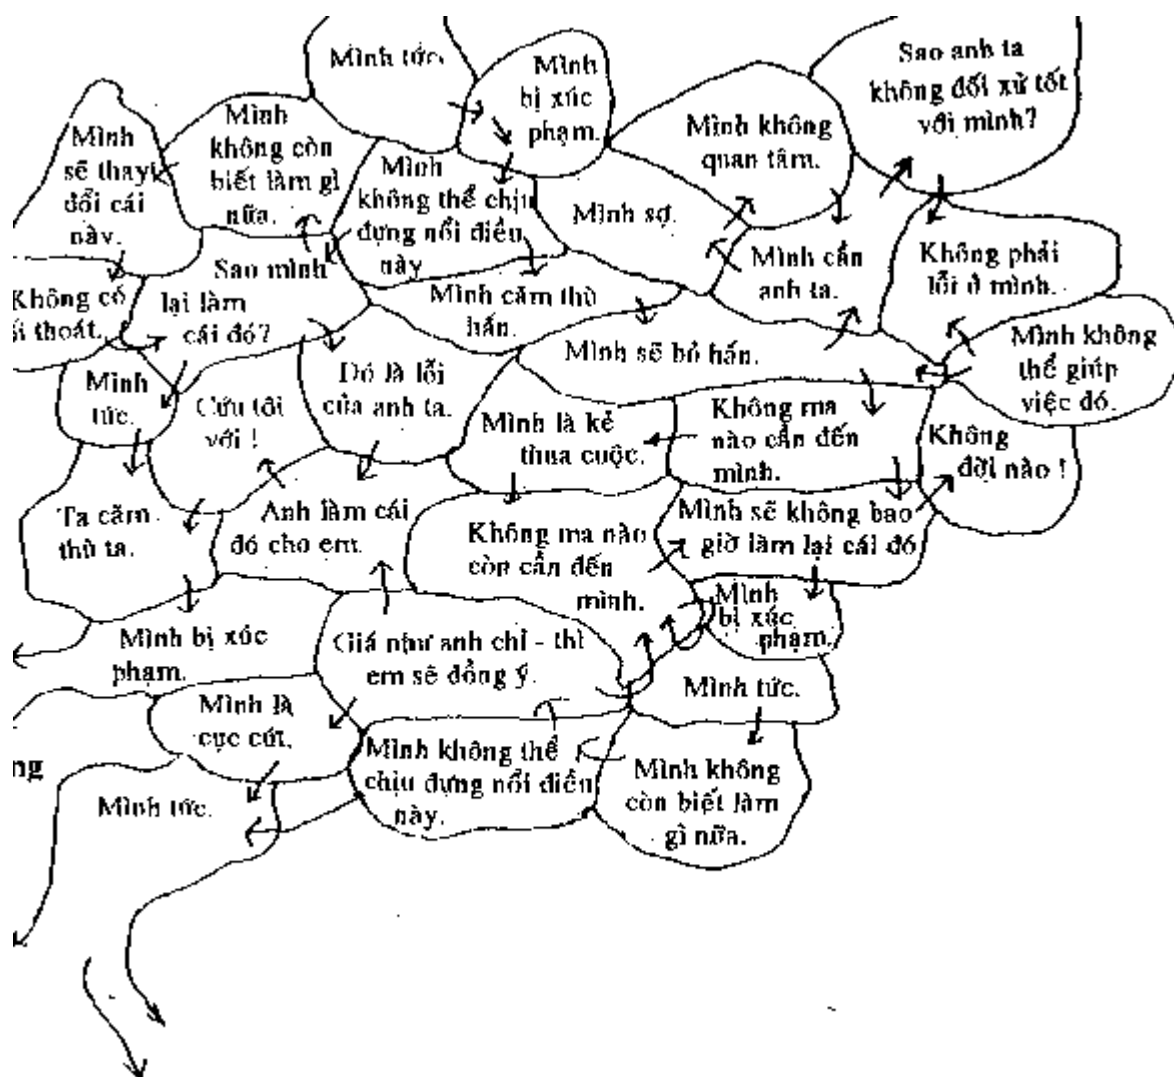 Mình tức.
Mình
bị xúc
phạm.
Sao anh ta
không đối xử tốt
với mình?
Mình
sẽ thay
đổi cái
này.
Mình
không còn
biết làm gì
nữa.
Mình
không thể chịu
đựng nổi điều
này
Mình sợ.
Mình không
quan tâm.
Mình cần
anh ta.
Không phải
lỗi ở mình.
Không có
thoát.
Sao mình
lại làm
cái đó?
Mình căm thù
hắn.
Mình sẽ bỏ hắn.
Mình không
thể giúp
việc đó.
Mình
tức.
Cứu tôi
với !
Đó là lỗi
của anh ta.
Mình là kẻ
thua cuộc.
Không ma
nào cần đến
mình.
Không
đời nào !
Ta căm
thù ta.
Anh làm cái
đó cho em.
Không ma nào
còn cần đến
mình.
Mình sẽ không bao
giờ làm lại cái đó
Mình
bị xúc
phạm.
Mình bị xúc
phạm.
Giá như anh chỉ - thì
em sẽ đồng ý.
Mình tức.
Mình là
cục cứt.
Mình không thể
chịu đựng nổi điều
này.
Mình không
còn biết làm
gì nữa.
ng
Mình tức.